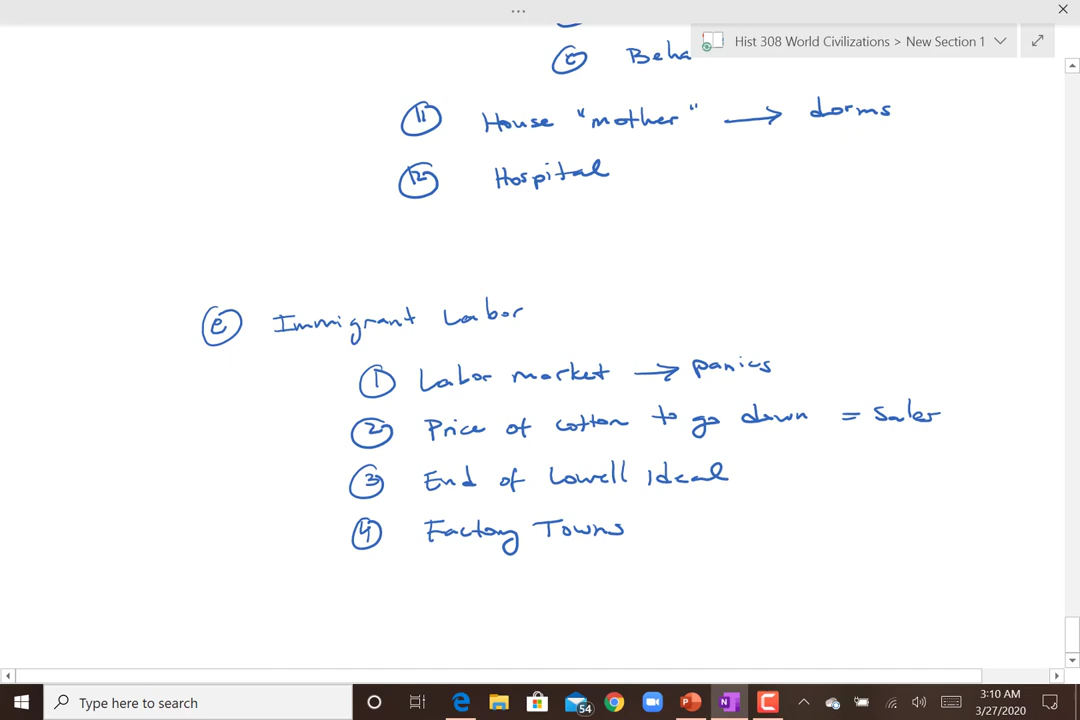 Hist 308 World Civilizations > New Section 1
Beha
11 House "mother" → dorms
12 Hospital
e Immigrant Labor
1 Labor market → panics
2 Price of cotton to go down = Sales
3 End of Lowell Ideal
4 Factory Towns
Type here to search
54
3:10 AM
3/27/2020